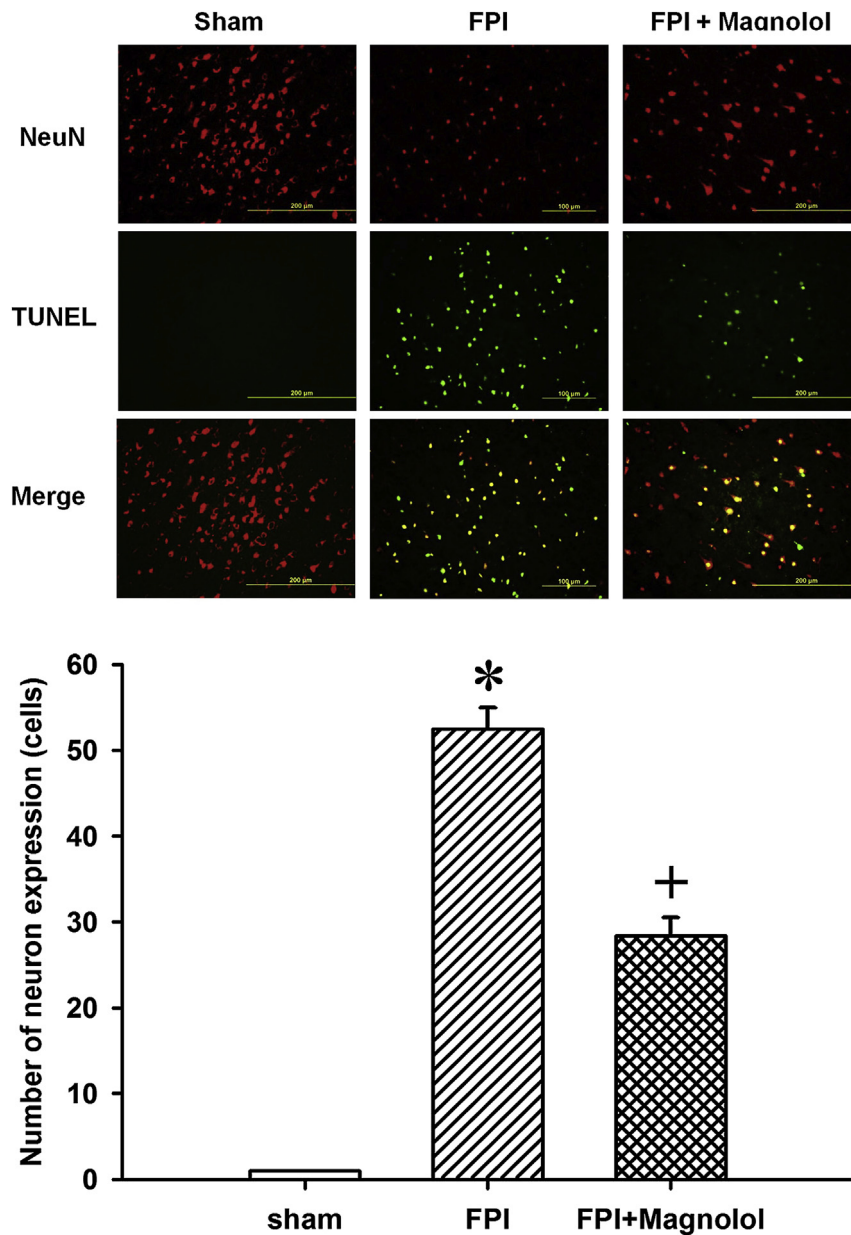 Sham FPI FPI + Magnolol
NeuN
200 µm 100 µm 200 µm
TUNEL
200 µm 100 µm 200 µm
Merge
200 µm 100 µm 200 µm
Number of neuron expression (cells)
60
50
40
30
20
10
0
*
+
sham FPI FPI+Magnolol